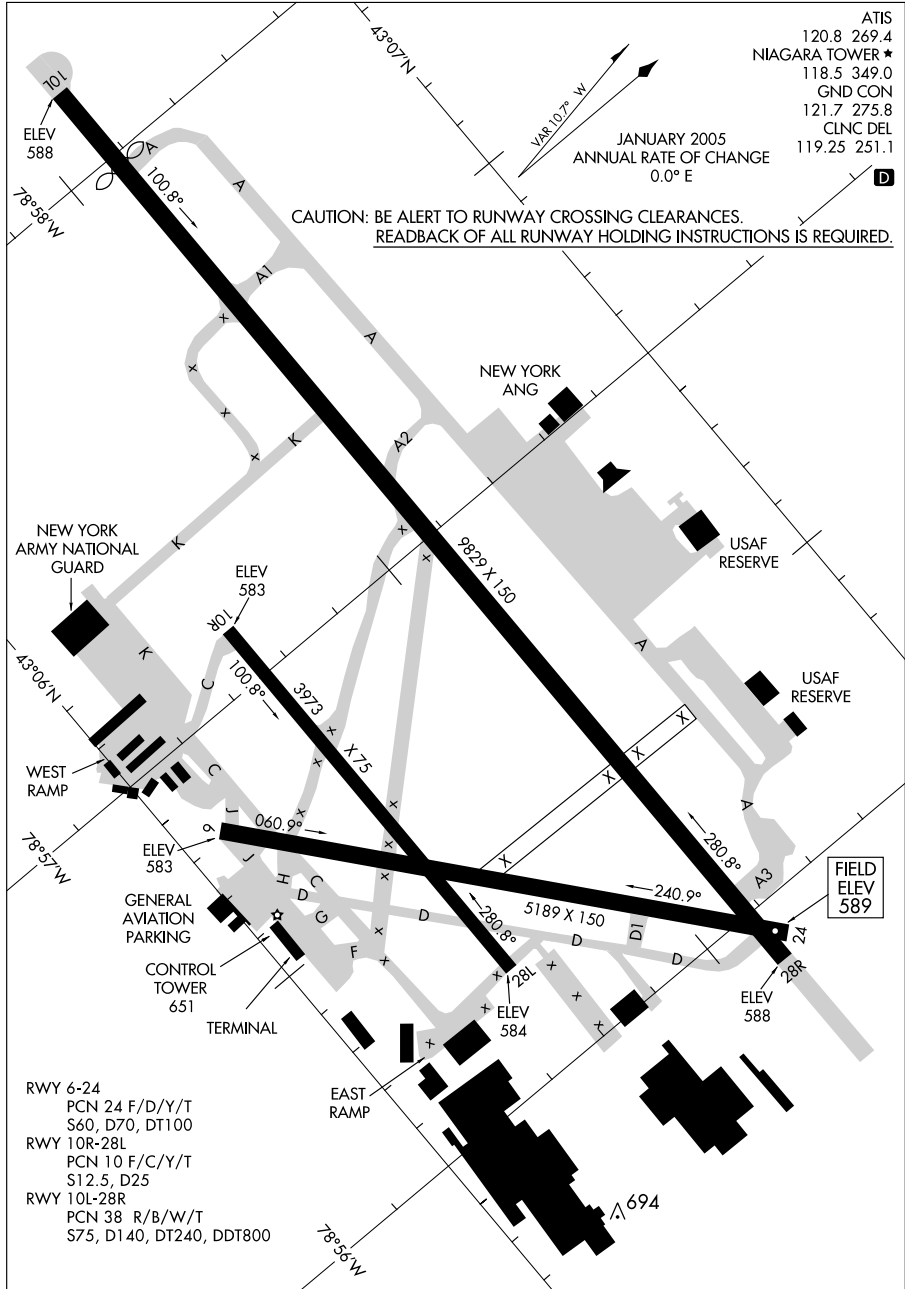 ATIS
120.8 269.4
NIAGARA TOWER ★
118.5 349.0
GND CON
121.7 275.8
CLNC DEL
119.25 251.1
D
43°07'N
VAR 10.7° W
JANUARY 2005
ANNUAL RATE OF CHANGE
0.0° E
CAUTION: BE ALERT TO RUNWAY CROSSING CLEARANCES.
READBACK OF ALL RUNWAY HOLDING INSTRUCTIONS IS REQUIRED.
10L
ELEV
588
A
100.8°
78°58'W
A
A1
A
X
X
X
X
K
A2
NEW YORK
ANG
X
X
K
9829 X 150
USAF
RESERVE
NEW YORK
ARMY NATIONAL
GUARD
ELEV
583
10R
A
K
43°06'N
C
100.8°
3973 X 75
USAF
RESERVE
X
X
X
X
X
X
WEST
RAMP
C
J
A
78°57'W
6
060.9°
ELEV
583
J
X
X
X
X
280.8°
A3
FIELD
ELEV
589
GENERAL
AVIATION
PARKING
H
C
D
G
D
280.8°
240.9°
5189 X 150
D1
D
D
24
F
X
X
CONTROL
TOWER
651
TERMINAL
28L
ELEV
584
X
X
X
X
X
X
28R
ELEV
588
EAST
RAMP
RWY 6-24
PCN 24 F/D/Y/T
S60, D70, DT100
RWY 10R-28L
PCN 10 F/C/Y/T
S12.5, D25
RWY 10L-28R
PCN 38 R/B/W/T
S75, D140, DT240, DDT800
694
78°56'W